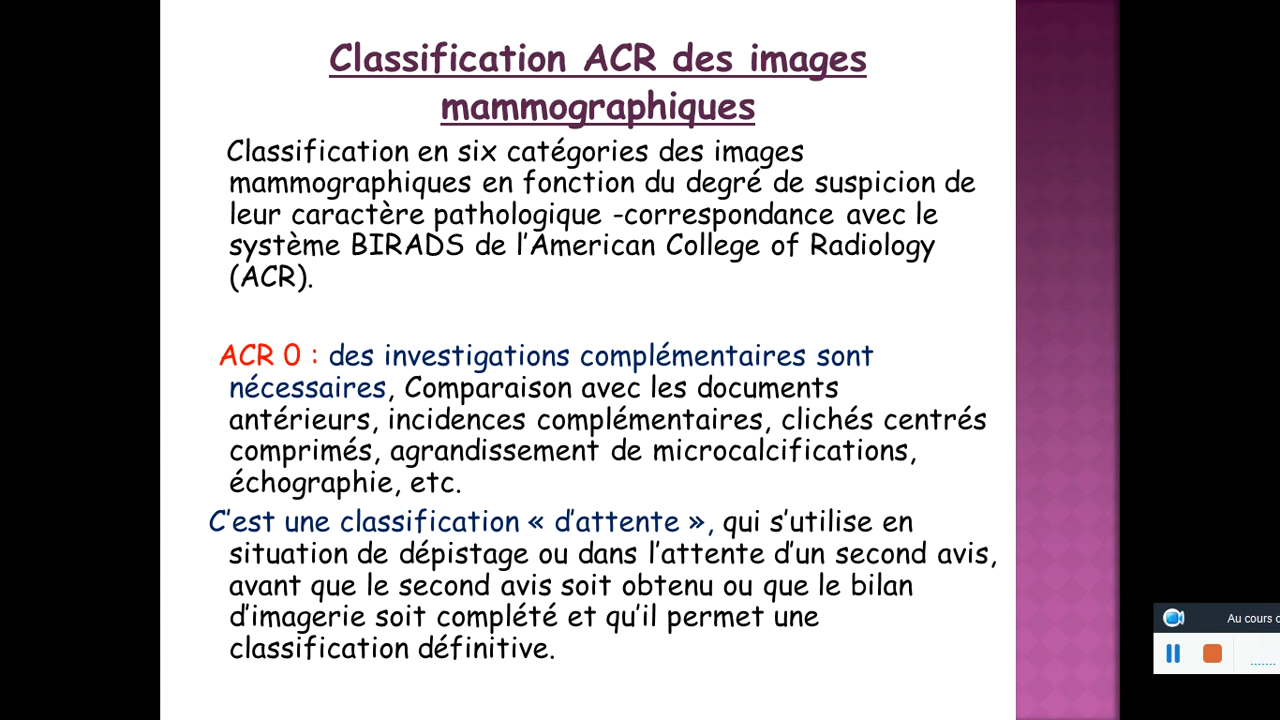 Classification ACR des images
mammographiques
Classification en six catégories des images
mammographiques en fonction du degré de suspicion de
leur caractère pathologique -correspondance avec le
système BIRADS de l'American College of Radiology
(ACR).
ACR 0 : des investigations complémentaires sont
nécessaires, Comparaison avec les documents
antérieurs, incidences complémentaires, clichés centrés
comprimés, agrandissement de microcalcifications,
échographie, etc.
C'est une classification « d'attente », qui s'utilise en
situation de dépistage ou dans l'attente d'un second avis,
avant que le second avis soit obtenu ou que le bilan
d'imagerie soit complété et qu'il permet une
classification définitive.
Au cours